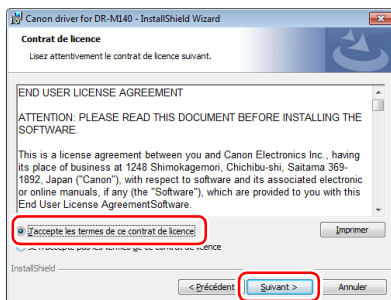 Canon driver for DR-M140 - InstallShield Wizard
Contrat de licence
Lisez attentivement le contrat de licence suivant.
END USER LICENSE AGREEMENT
ATTENTION: PLEASE READ THIS DOCUMENT BEFORE INSTALLING THE
SOFTWARE.
This is a license agreement between you and Canon Electronics Inc., having
its place of business at 1248 Shimokagemori, Chichibu-shi, Saitama 369-
1892, Japan ("Canon"), with respect to software and its associated electronic
or online manuals, if any (the "Software"), which are provided to you with this
End User License AgreementSoftware.
J'accepte les termes de ce contrat de licence
Imprimer
Je n'accepte pas les termes de ce contrat de licence
InstallShield
< Précédent
Suivant >
Annuler